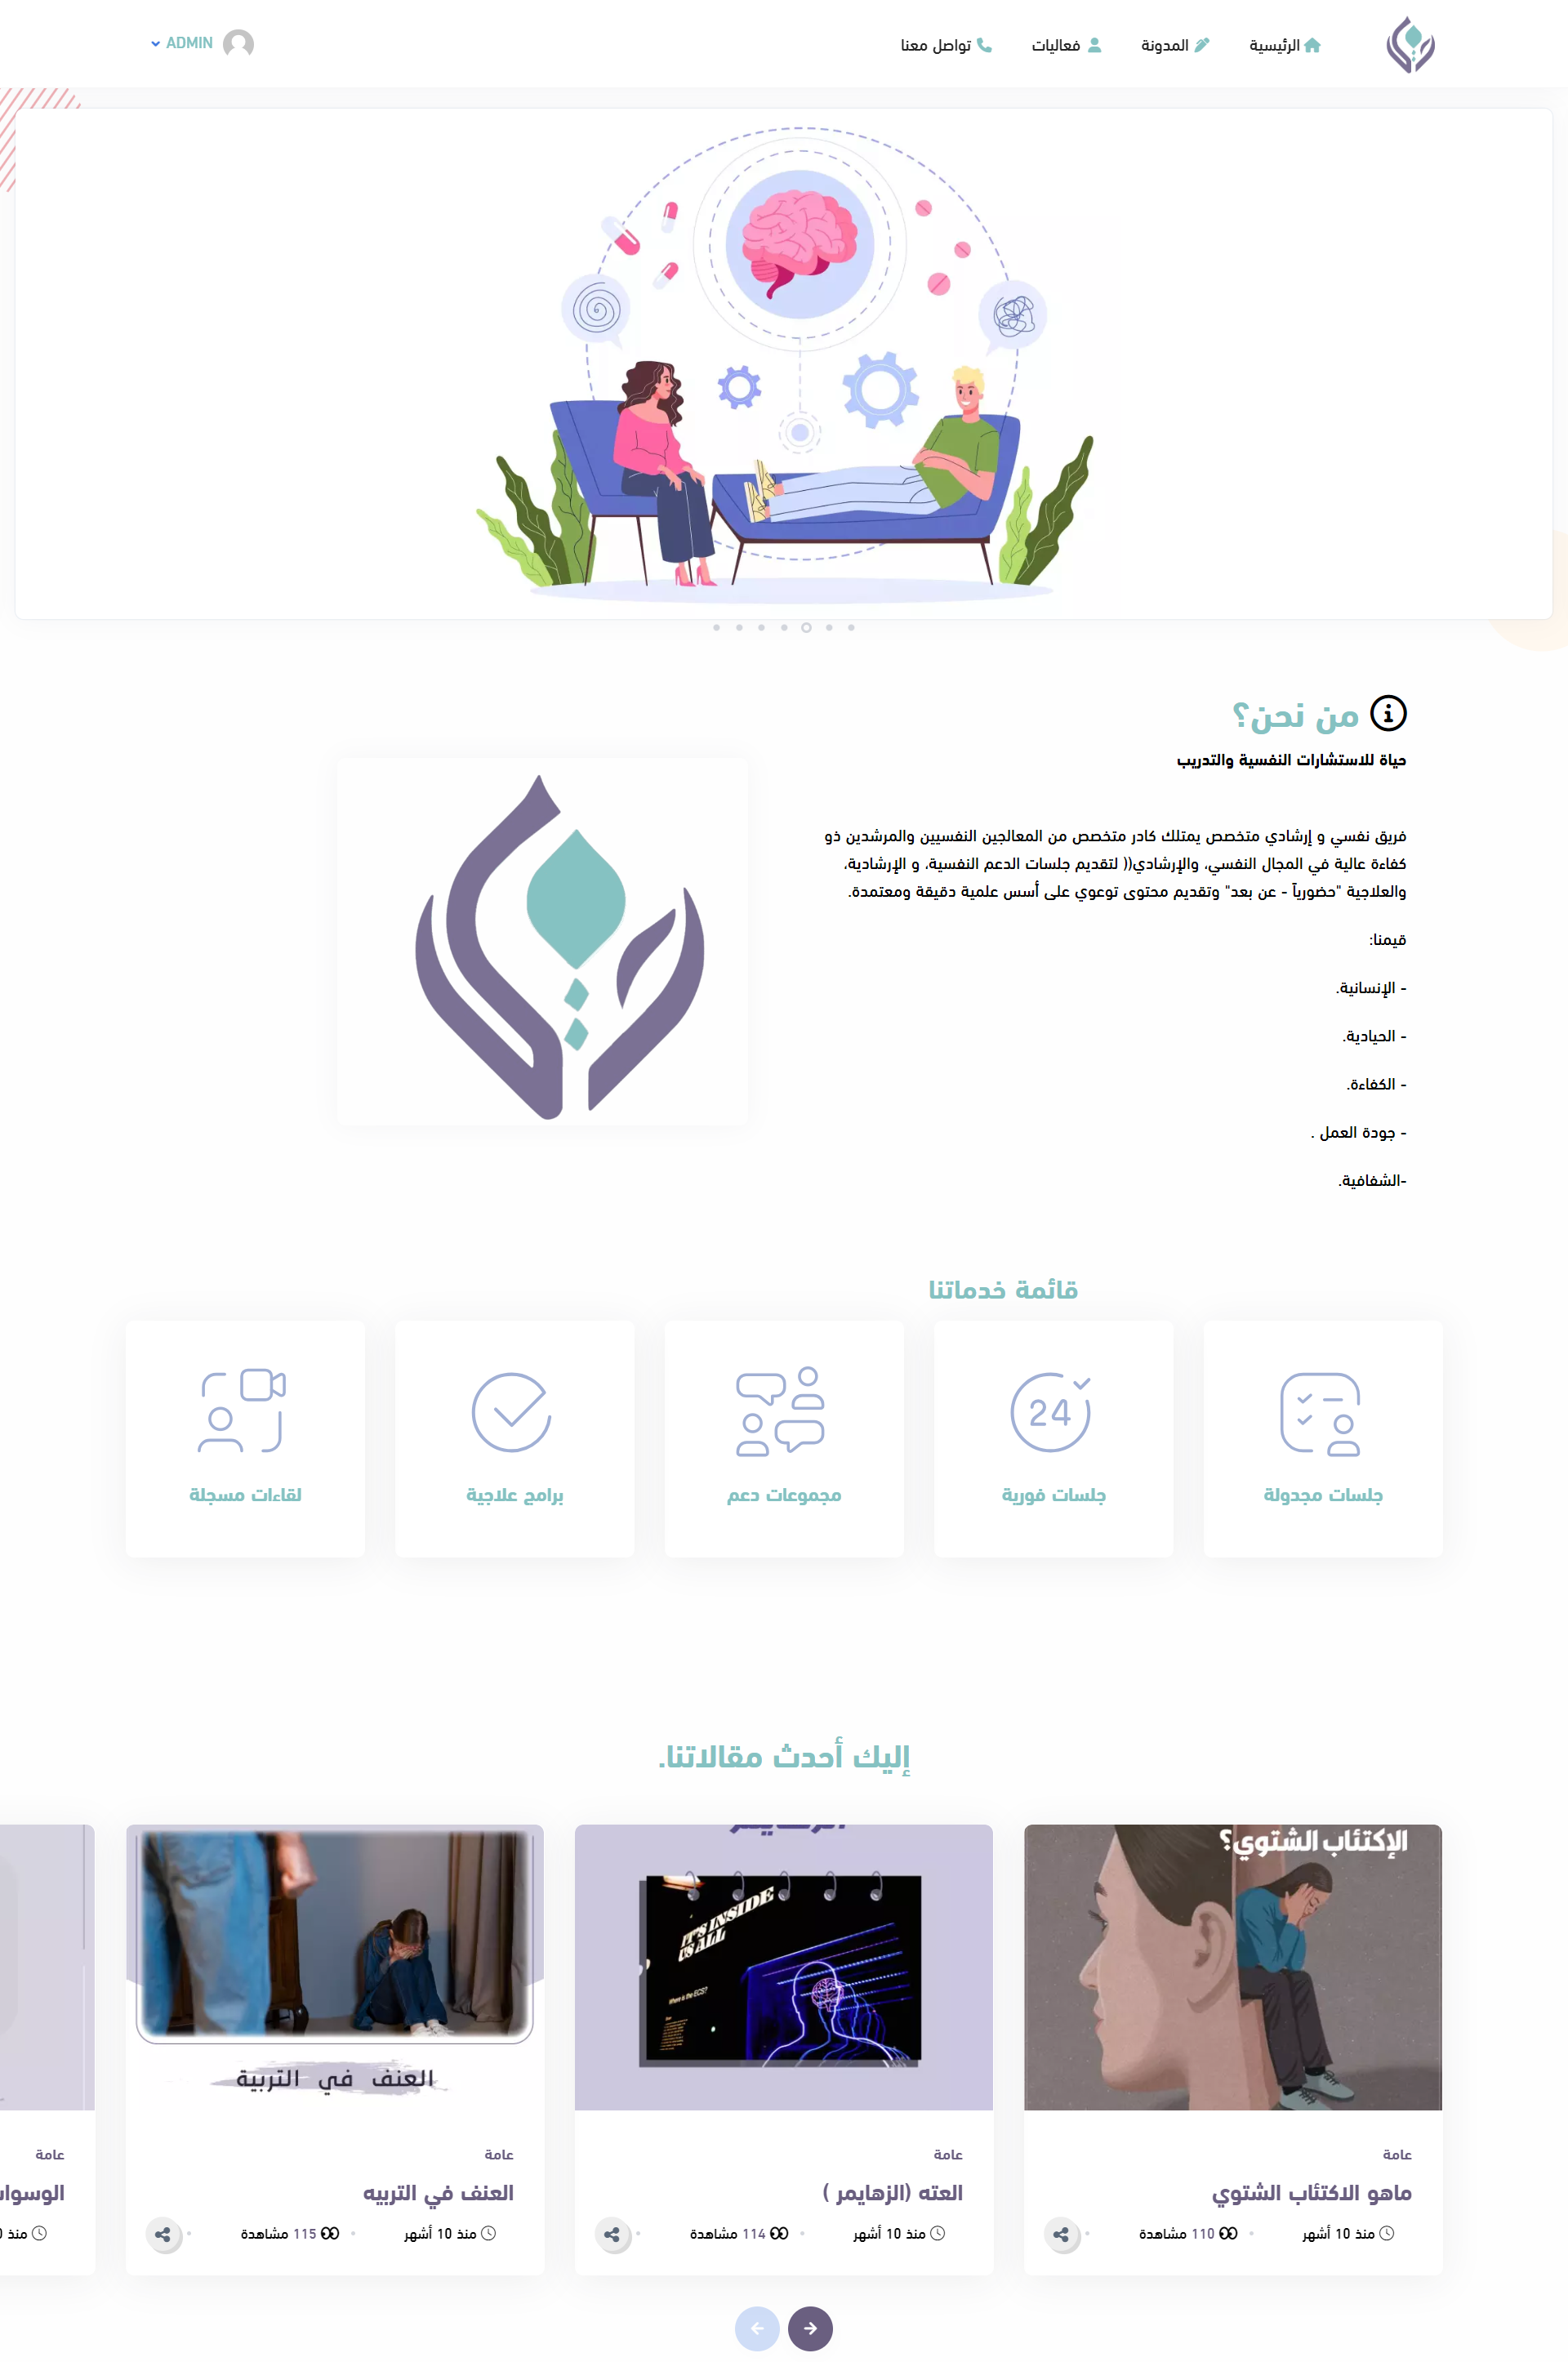 الرئيسية
المدونة
فعاليات
تواصل معنا
ADMIN
من نحن؟
حياة للاستشارات النفسية والتدريب
فريق نفسي و إرشادي متخصص يمتلك كادر متخصص من المعالجين النفسيين والمرشدين ذو
كفاءة عالية في المجال النفسي، والإرشادي(( لتقديم جلسات الدعم النفسية، و الإرشادية،
والعلاجية "حضورياً - عن بعد" وتقديم محتوى توعوي على أسس علمية دقيقة ومعتمدة.
قيمنا:
- الإنسانية.
- الحيادية.
- الكفاءة.
- جودة العمل .
-الشفافية.
قائمة خدماتنا
جلسات مجدولة
24
جلسات فورية
مجموعات دعم
برامج علاجية
لقاءات مسجلة
إليك أحدث مقالاتنا.
الإكتئاب الشتوي؟
عامة
ماهو الاكتئاب الشتوي
منذ 10 أشهر
110 مشاهدة
IT'S INSIDE
US ALL
Where is the ECS?
عامة
العته (الزهايمر )
منذ 10 أشهر
114 مشاهدة
العنف في التربية
عامة
العنف في التربيه
منذ 10 أشهر
115 مشاهدة
عامة
منذ